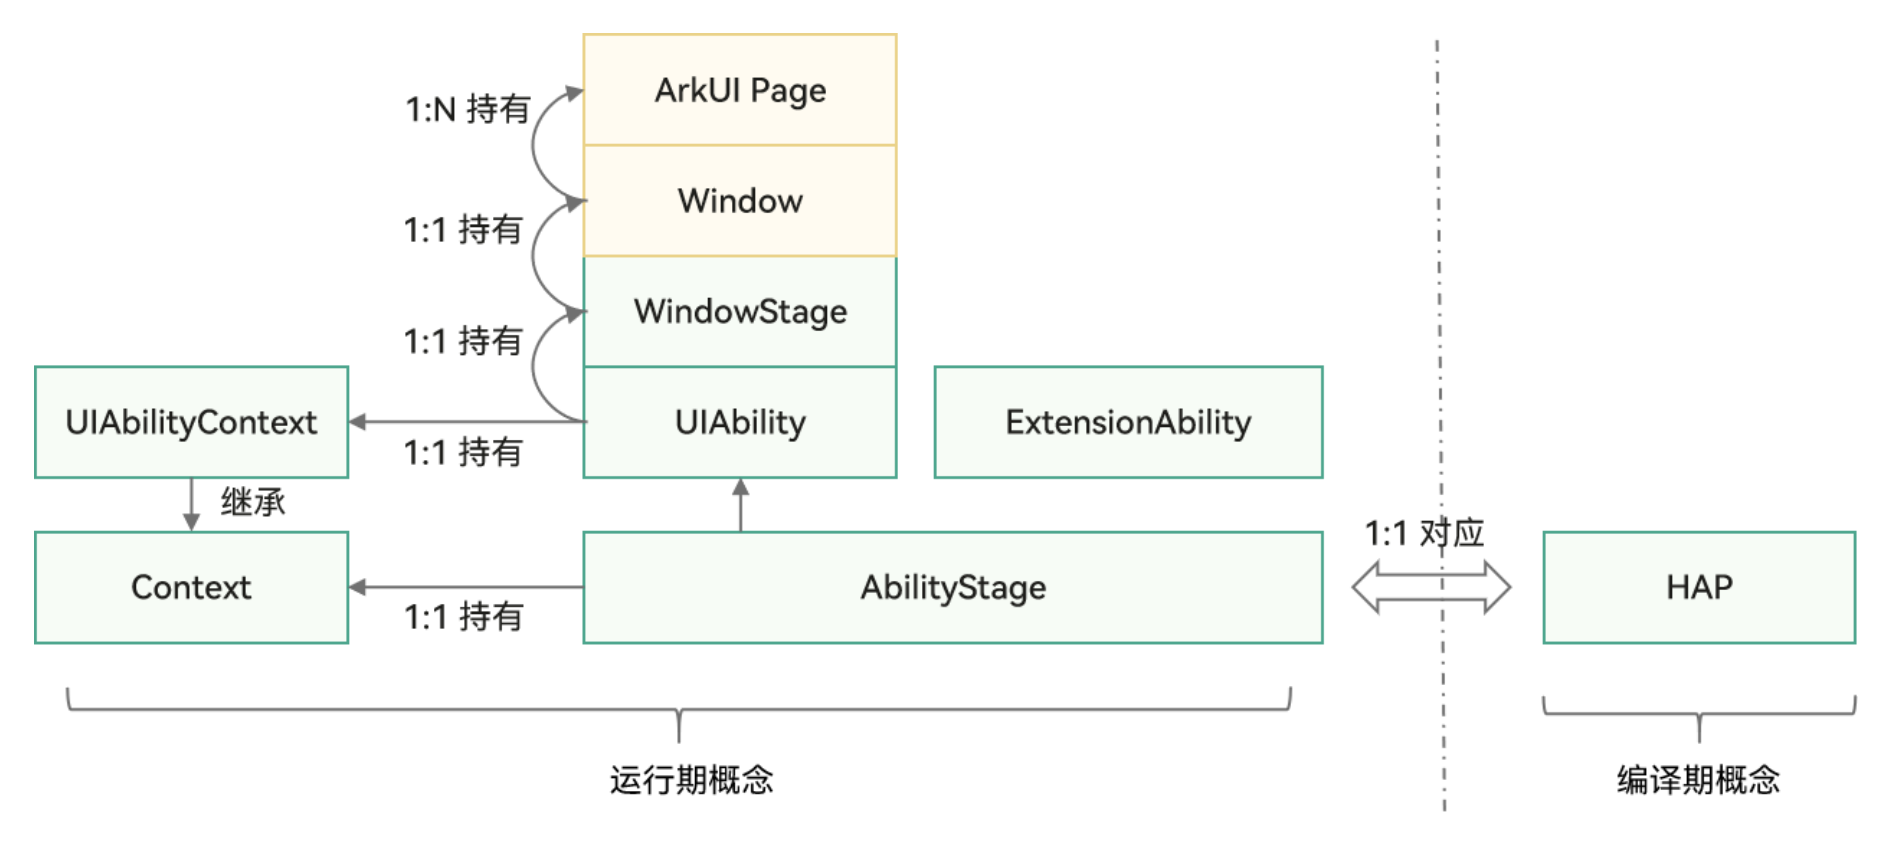 ArkUI Page
1:N 持有
Window
1:1 持有
WindowStage
1:1 持有
UIAbilityContext
UIAbility
ExtensionAbility
1:1 持有
继承
1:1 对应
Context
AbilityStage
HAP
1:1 持有
运行期概念
编译期概念